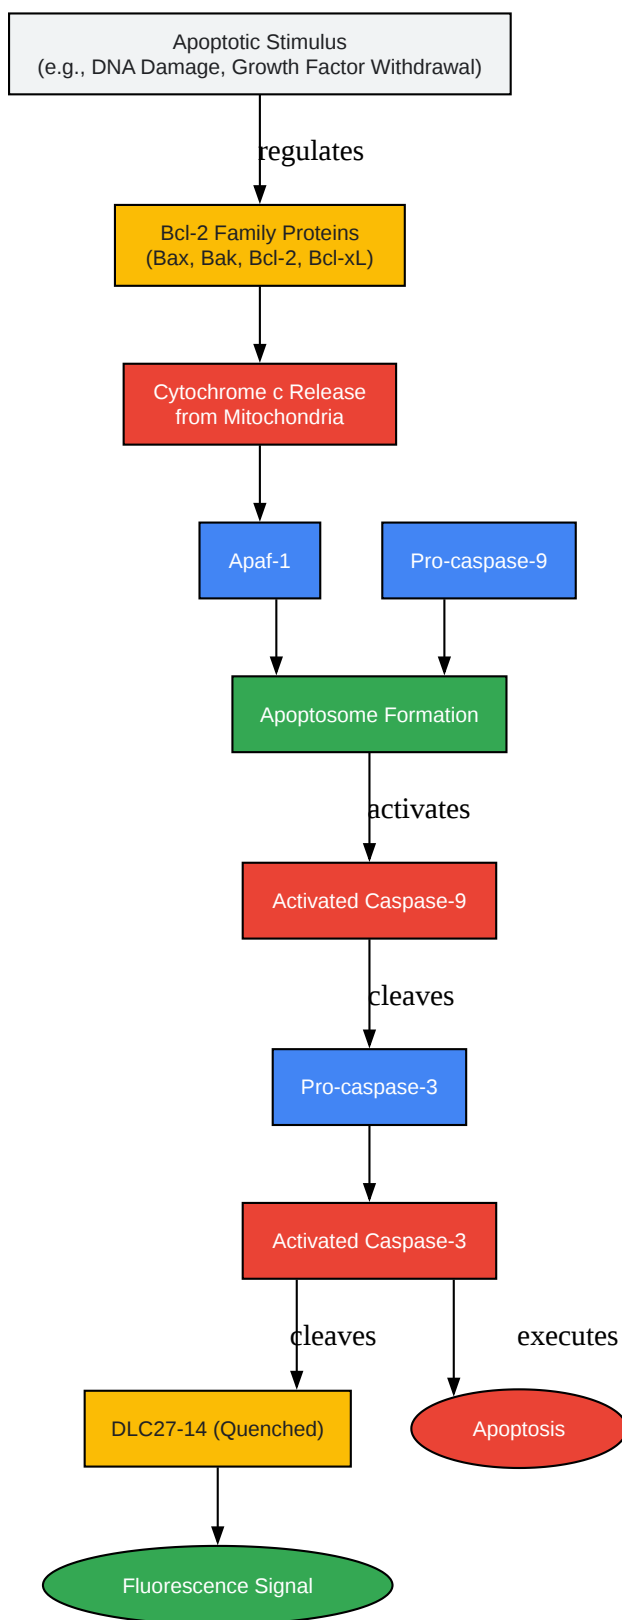 Apoptotic Stimulus
(e.g., DNA Damage, Growth Factor Withdrawal)
regulates
Bcl-2 Family Proteins
(Bax, Bak, Bcl-2, Bcl-xL)
Cytochrome c Release
from Mitochondria
Apaf-1
Pro-caspase-9
Apoptosome Formation
activates
Activated Caspase-9
cleaves
Pro-caspase-3
Activated Caspase-3
cleaves
executes
DLC27-14 (Quenched)
Apoptosis
Fluorescence Signal